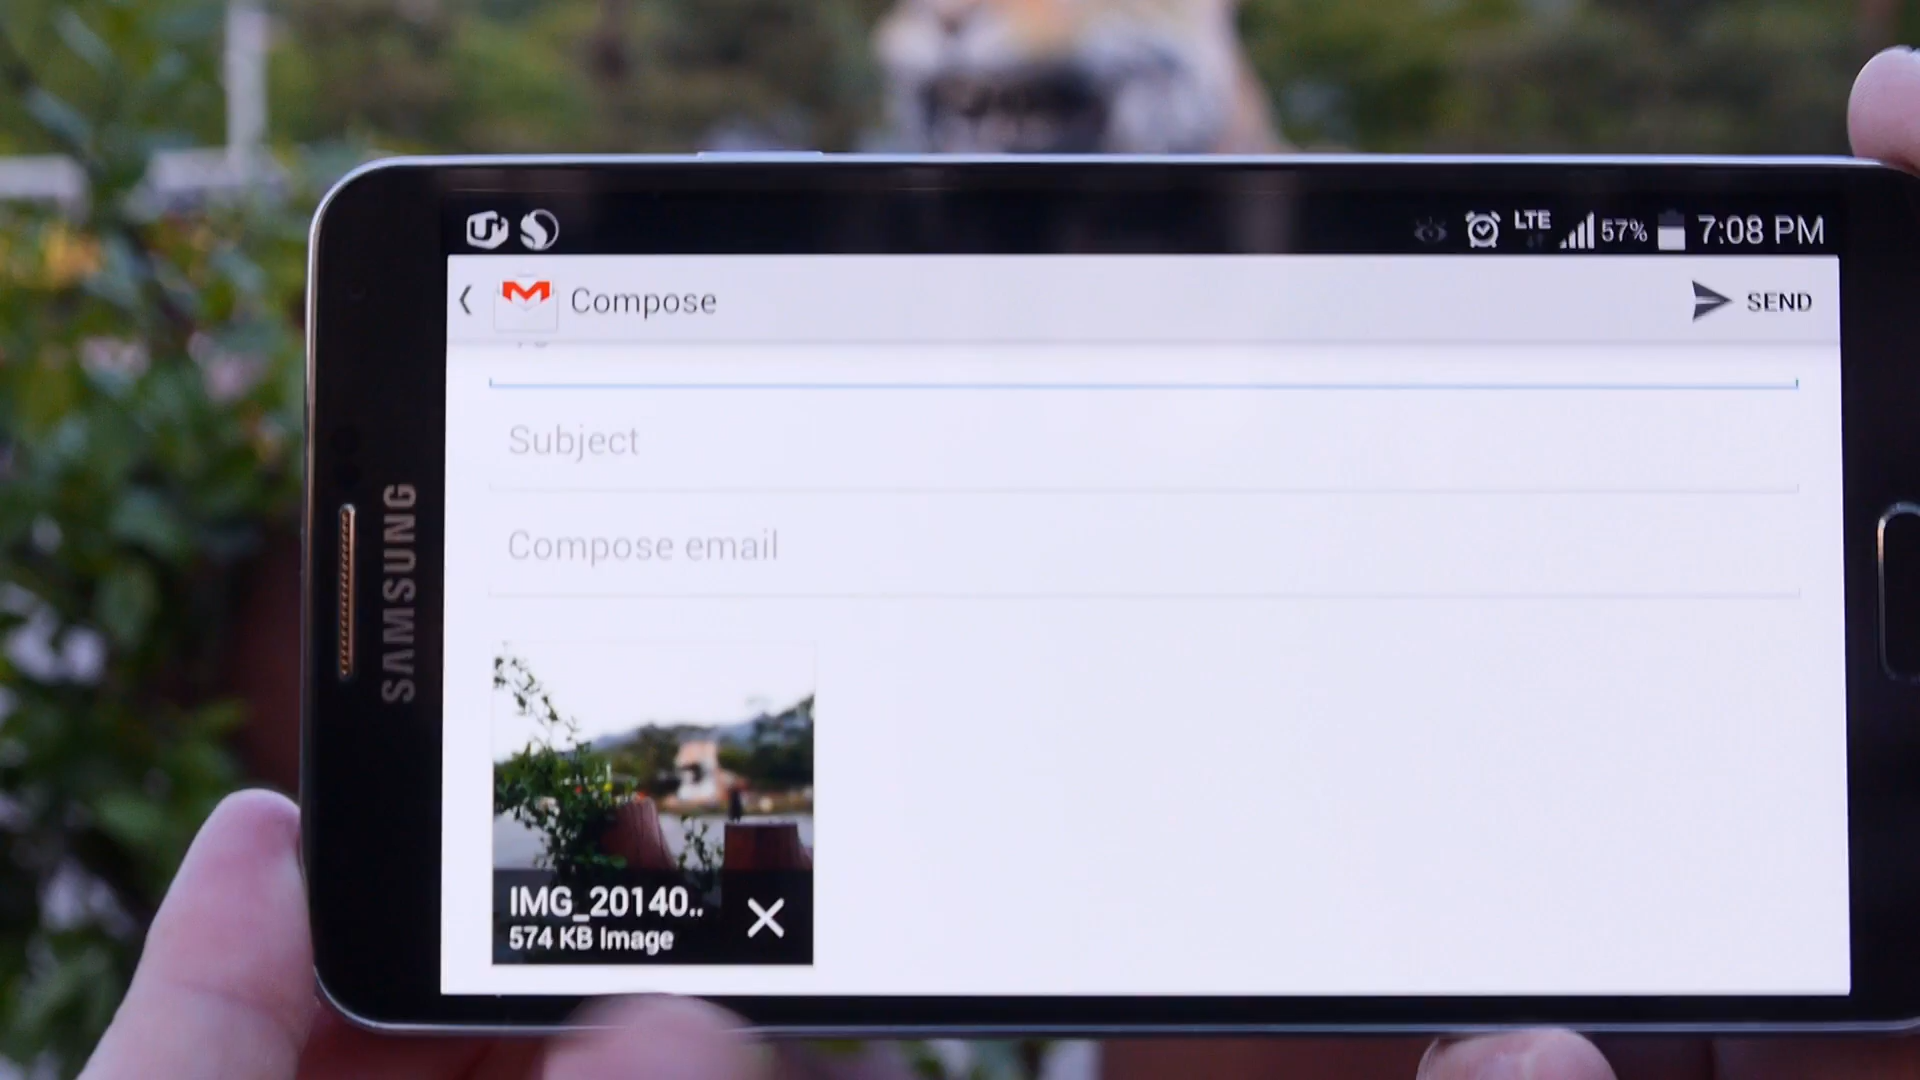 U+
LTE 57% 7:08 PM
Compose
SEND
Subject
Compose email
IMG_20140..
574 KB Image
SAMSUNG